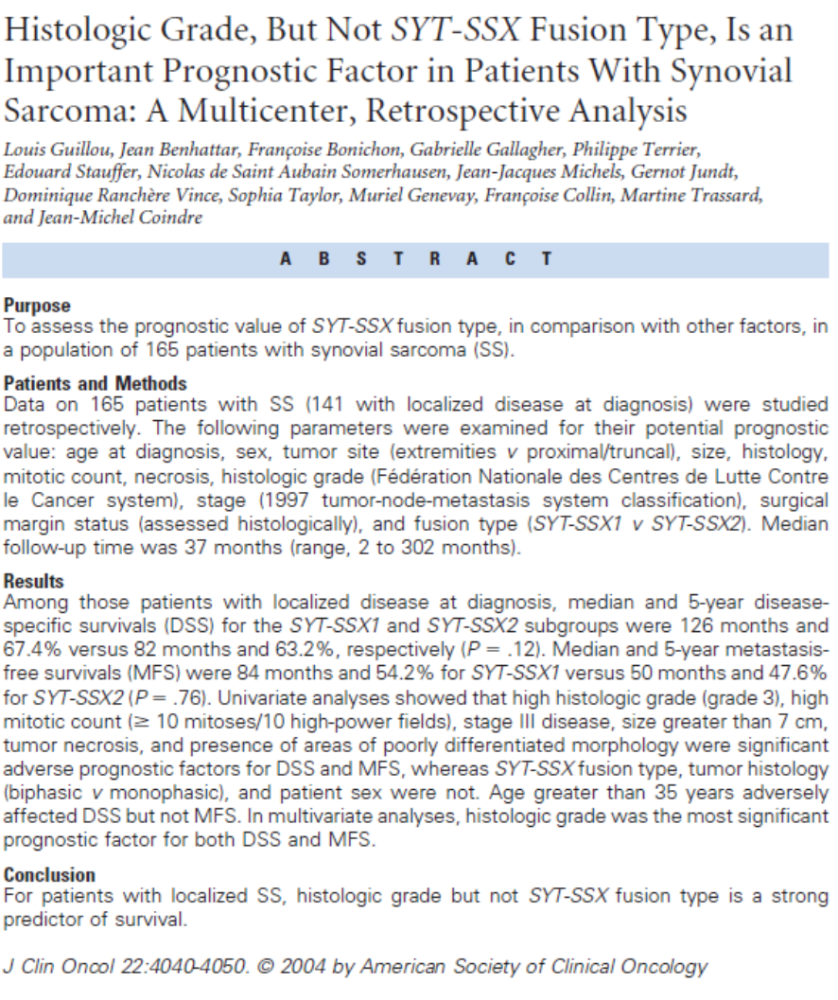 Histologic Grade, But Not SYT-SSX Fusion Type, Is an
Important Prognostic Factor in Patients With Synovial
Sarcoma: A Multicenter, Retrospective Analysis
Louis Guillou, Jean Benhattar, Françoise Bonichon, Gabrielle Gallagher, Philippe Terrier,
Edouard Stauffer, Nicolas de Saint Aubain Somerhausen, Jean-Jacques Michels, Gernot Jundt,
Dominique Ranchère Vince, Sophia Taylor, Muriel Genevay, Françoise Collin, Martine Trassard,
and Jean-Michel Coindre
A B S T R A C T
Purpose
To assess the prognostic value of SYT-SSX fusion type, in comparison with other factors, in
a population of 165 patients with synovial sarcoma (SS).
Patients and Methods
Data on 165 patients with SS (141 with localized disease at diagnosis) were studied
retrospectively. The following parameters were examined for their potential prognostic
value: age at diagnosis, sex, tumor site (extremities v proximal/truncal), size, histology,
mitotic count, necrosis, histologic grade (Fédération Nationale des Centres de Lutte Contre
le Cancer system), stage (1997 tumor-node-metastasis system classification), surgical
margin status (assessed histologically), and fusion type (SYT-SSX1 v SYT-SSX2). Median
follow-up time was 37 months (range, 2 to 302 months).
Results
Among those patients with localized disease at diagnosis, median and 5-year disease-
specific survivals (DSS) for the SYT-SSX1 and SYT-SSX2 subgroups were 126 months and
67.4% versus 82 months and 63.2%, respectively (P = .12). Median and 5-year metastasis-
free survivals (MFS) were 84 months and 54.2% for SYT-SSX1 versus 50 months and 47.6%
for SYT-SSX2 (P = .76). Univariate analyses showed that high histologic grade (grade 3), high
mitotic count (≥ 10 mitoses/10 high-power fields), stage III disease, size greater than 7 cm,
tumor necrosis, and presence of areas of poorly differentiated morphology were significant
adverse prognostic factors for DSS and MFS, whereas SYT-SSX fusion type, tumor histology
(biphasic v monophasic), and patient sex were not. Age greater than 35 years adversely
affected DSS but not MFS. In multivariate analyses, histologic grade was the most significant
prognostic factor for both DSS and MFS.
Conclusion
For patients with localized SS, histologic grade but not SYT-SSX fusion type is a strong
predictor of survival.
J Clin Oncol 22:4040-4050. © 2004 by American Society of Clinical Oncology